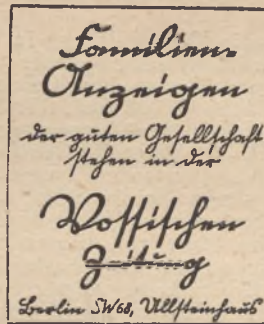 Familien-
Anzeigen
der guten Gesellschaft
stehen in der
Vossischen
Zeitung
Berlin SW68, Ullsteinhaus